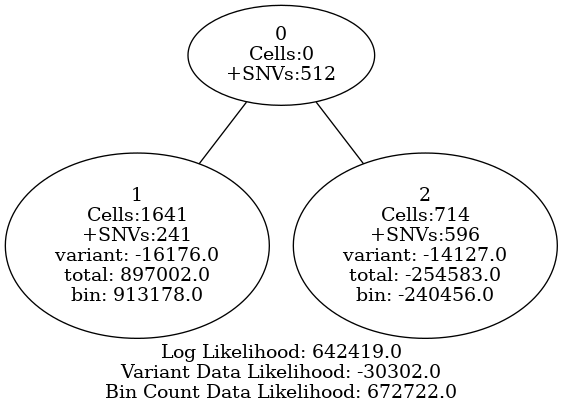 0
Cells:0
+SNVs:512
1
Cells:1641
+SNVs:241
variant: -16176.0
total: 897002.0
bin: 913178.0
2
Cells:714
+SNVs:596
variant: -14127.0
total: -254583.0
bin: -240456.0
Log Likelihood: 642419.0
Variant Data Likelihood: -30302.0
Bin Count Data Likelihood: 672722.0